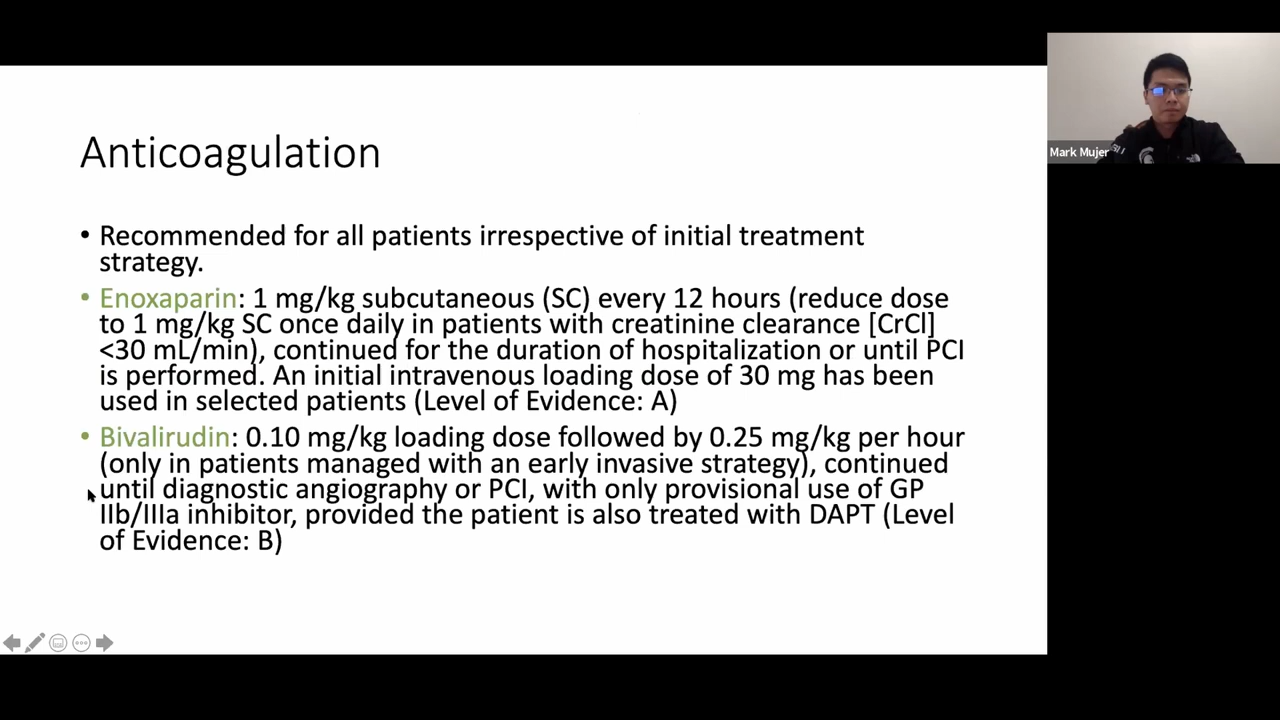 Anticoagulation
• Recommended for all patients irrespective of initial treatment
strategy.
• Enoxaparin: 1 mg/kg subcutaneous (SC) every 12 hours (reduce dose
to 1 mg/kg SC once daily in patients with creatinine clearance [CrCl]
<30 mL/min), continued for the duration of hospitalization or until PCI
is performed. An initial intravenous loading dose of 30 mg has been
used in selected patients (Level of Evidence: A)
• Bivalirudin: 0.10 mg/kg loading dose followed by 0.25 mg/kg per hour
(only in patients managed with an early invasive strategy), continued
until diagnostic angiography or PCI, with only provisional use of GP
IIb/IIIa inhibitor, provided the patient is also treated with DAPT (Level
of Evidence: B)
Mark Mujer